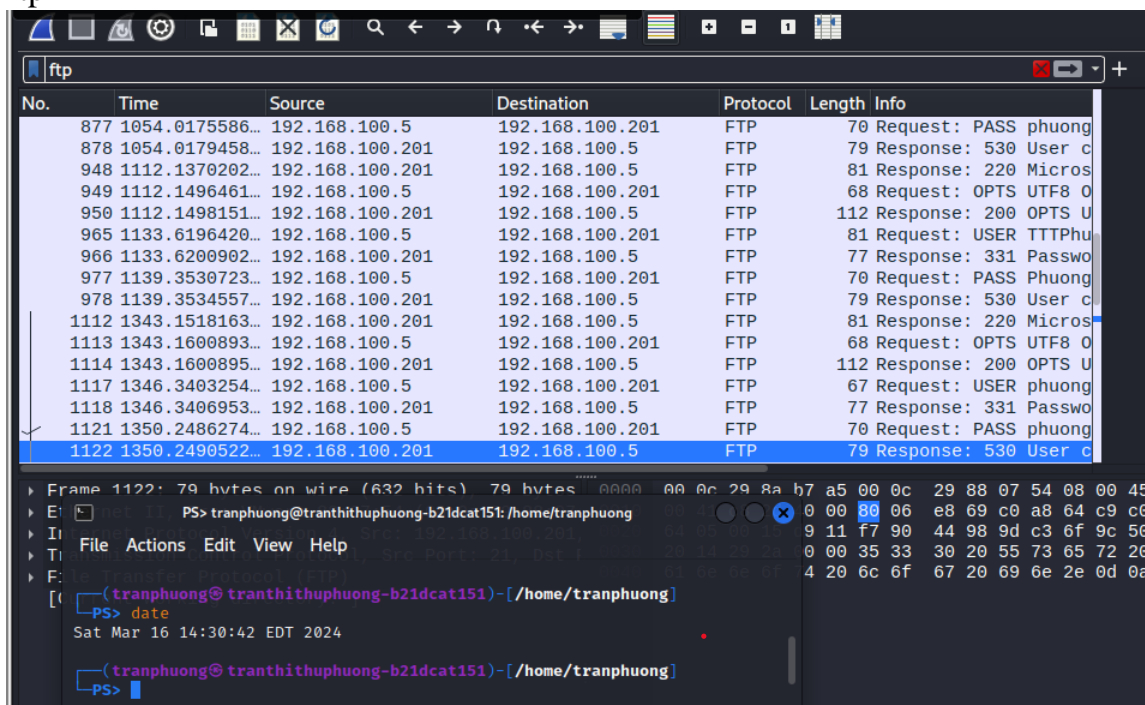 ftp
No. Time Source Destination Protocol Length Info
877 1054.0175586… 192.168.100.5 192.168.100.201 FTP 70 Request: PASS phuong
878 1054.0179458… 192.168.100.201 192.168.100.5 FTP 79 Response: 530 User c
948 1112.1370202… 192.168.100.201 192.168.100.5 FTP 81 Response: 220 Micros
949 1112.1496461… 192.168.100.5 192.168.100.201 FTP 68 Request: OPTS UTF8 O
950 1112.1498151… 192.168.100.201 192.168.100.5 FTP 112 Response: 200 OPTS U
965 1133.6196420… 192.168.100.5 192.168.100.201 FTP 81 Request: USER TTTPhu
966 1133.6200902… 192.168.100.201 192.168.100.5 FTP 77 Response: 331 Passwo
977 1139.3530723… 192.168.100.5 192.168.100.201 FTP 70 Request: PASS Phuong
978 1139.3534557… 192.168.100.201 192.168.100.5 FTP 79 Response: 530 User c
1112 1343.1518163… 192.168.100.201 192.168.100.5 FTP 81 Response: 220 Micros
1113 1343.1600893… 192.168.100.5 192.168.100.201 FTP 68 Request: OPTS UTF8 O
1114 1343.1600895… 192.168.100.201 192.168.100.5 FTP 112 Response: 200 OPTS U
1117 1346.3403254… 192.168.100.5 192.168.100.201 FTP 67 Request: USER phuong
1118 1346.3406953… 192.168.100.201 192.168.100.5 FTP 77 Response: 331 Passwo
1121 1350.2486274… 192.168.100.5 192.168.100.201 FTP 70 Request: PASS phuong
1122 1350.2490522… 192.168.100.201 192.168.100.5 FTP 79 Response: 530 User c
Frame 1122: 79 bytes on wire (632 bits), 79 bytes 0000 00 0c 29 8a b7 a5 00 0c 29 88 07 54 08 00 45
PS> tranphuong@tranthithuphuong-b21dcat151: /home/tranphuong
0 00 80 06 e8 69 c0 a8 64 c9 c0
9 11 f7 90 44 98 9d c3 6f 9c 50
File Actions Edit View Help
0 00 35 33 30 20 55 73 65 72 20
4 20 6c 6f 67 20 69 6e 2e 0d 0a
(tranphuong㉿tranthithuphuong-b21dcat151)-[/home/tranphuong]
PS> date
Sat Mar 16 14:30:42 EDT 2024
(tranphuong㉿tranthithuphuong-b21dcat151)-[/home/tranphuong]
PS>